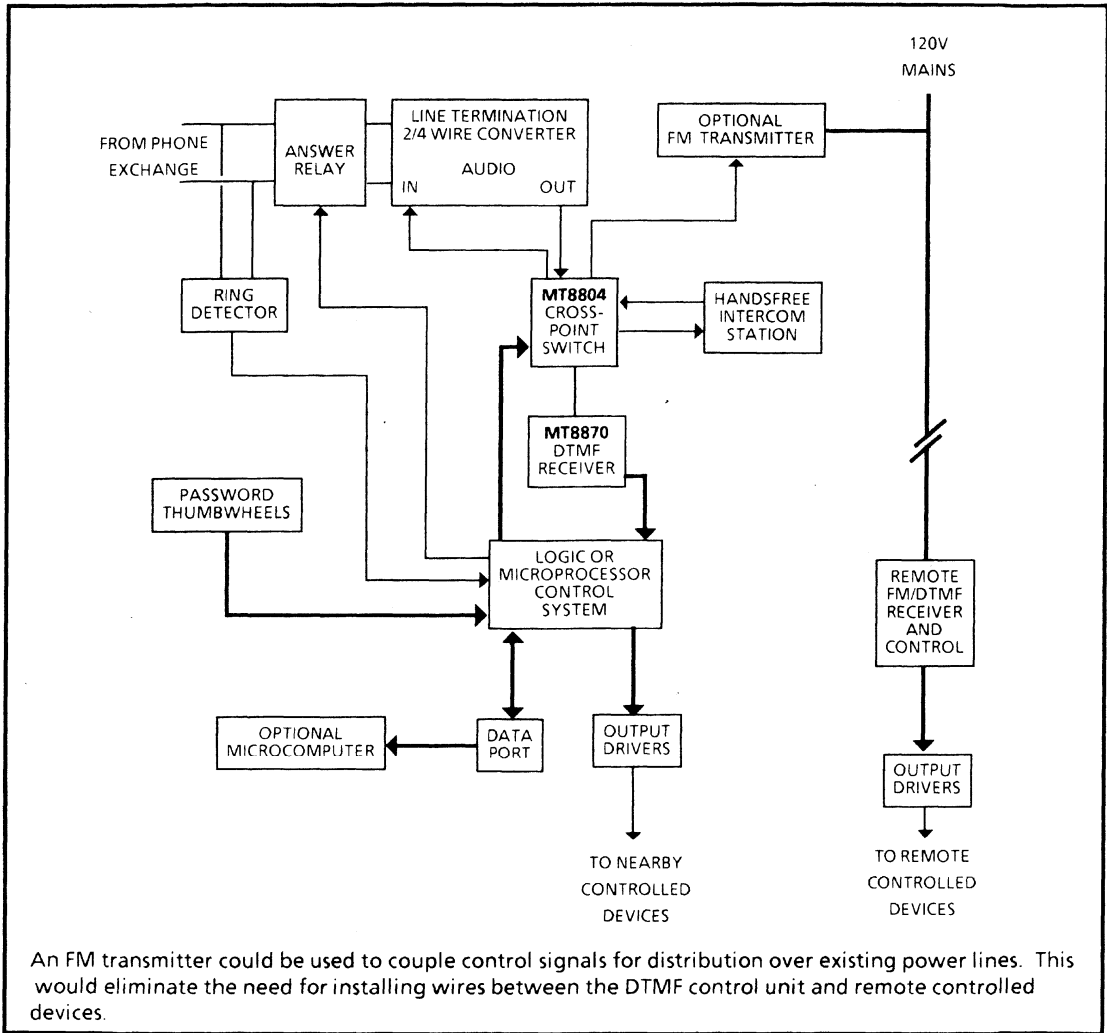 120V
MAINS
FROM PHONE
EXCHANGE
ANSWER
RELAY
LINE TERMINATION
2/4 WIRE CONVERTER
AUDIO
IN
OUT
OPTIONAL
FM TRANSMITTER
RING
DETECTOR
MT8804
CROSS-
POINT
SWITCH
HANDSFREE
INTERCOM
STATION
MT8870
DTMF
RECEIVER
PASSWORD
THUMBWHEELS
LOGIC OR
MICROPROCESSOR
CONTROL
SYSTEM
REMOTE
FM/DTMF
RECEIVER
AND
CONTROL
OPTIONAL
MICROCOMPUTER
DATA
PORT
OUTPUT
DRIVERS
OUTPUT
DRIVERS
TO NEARBY
CONTROLLED
DEVICES
TO REMOTE
CONTROLLED
DEVICES
An FM transmitter could be used to couple control signals for distribution over existing power lines. This
would eliminate the need for installing wires between the DTMF control unit and remote controlled
devices.